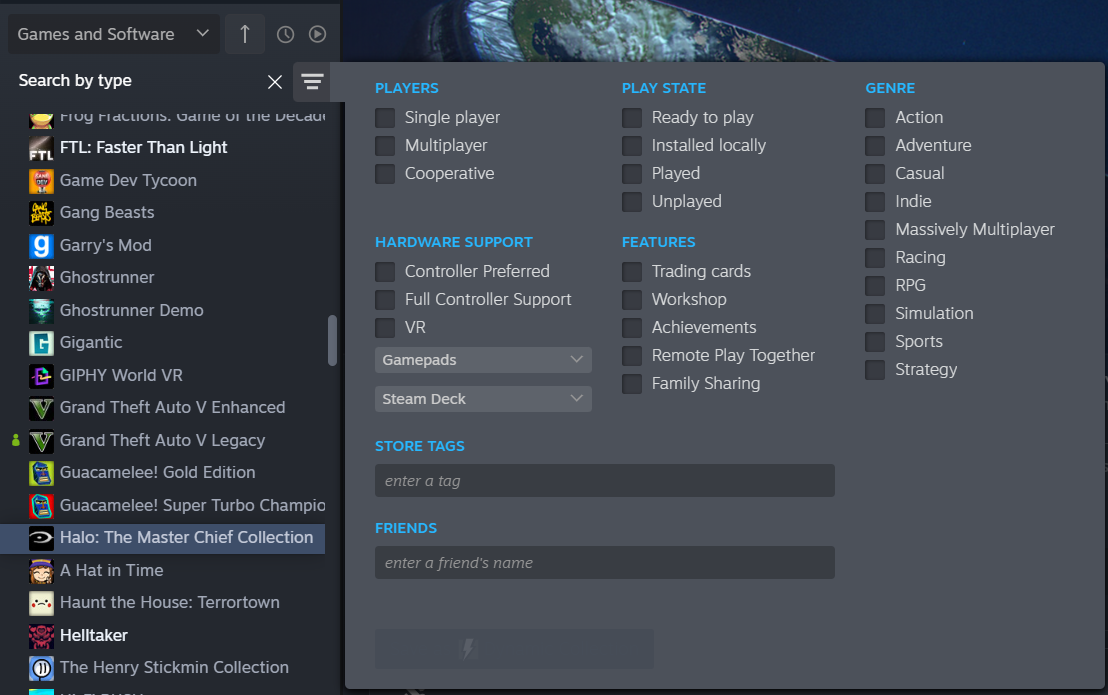 Games and Software
Search by type
Frog Fractions: Game of the Decad
FTL: Faster Than Light
Game Dev Tycoon
Gang Beasts
Garry's Mod
Ghostrunner
Ghostrunner Demo
Gigantic
GIPHY World VR
Grand Theft Auto V Enhanced
Grand Theft Auto V Legacy
Guacamelee! Gold Edition
Guacamelee! Super Turbo Champio
Halo: The Master Chief Collection
A Hat in Time
Haunt the House: Terrortown
Helltaker
The Henry Stickmin Collection
PLAYERS
Single player
Multiplayer
Cooperative
HARDWARE SUPPORT
Controller Preferred
Full Controller Support
VR
Gamepads
Steam Deck
PLAY STATE
Ready to play
Installed locally
Played
Unplayed
FEATURES
Trading cards
Workshop
Achievements
Remote Play Together
Family Sharing
GENRE
Action
Adventure
Casual
Indie
Massively Multiplayer
Racing
RPG
Simulation
Sports
Strategy
STORE TAGS
enter a tag
FRIENDS
enter a friend's name